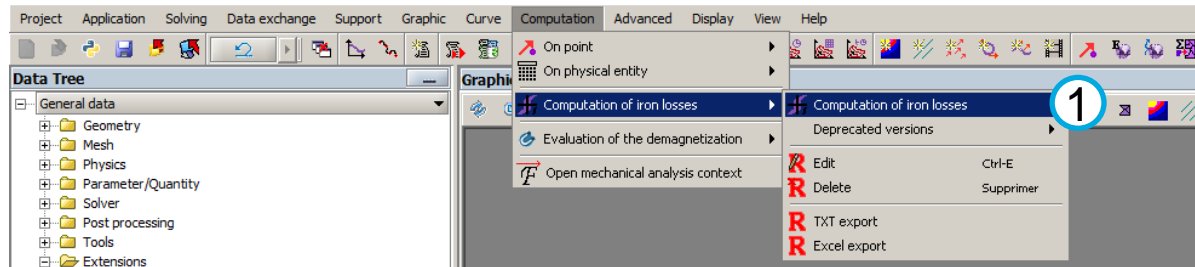 Project Application Solving Data exchange Support Graphic Curve Computation Advanced Display View Help
Data Tree
General data
Geometry
Mesh
Physics
Parameter/Quantity
Solver
Post processing
Tools
Extensions
Graphi
On point
On physical entity
Computation of iron losses
Evaluation of the demagnetization
Open mechanical analysis context
Computation of iron losses
1
Deprecated versions
Edit Ctrl-E
Delete Supprimer
TXT export
Excel export